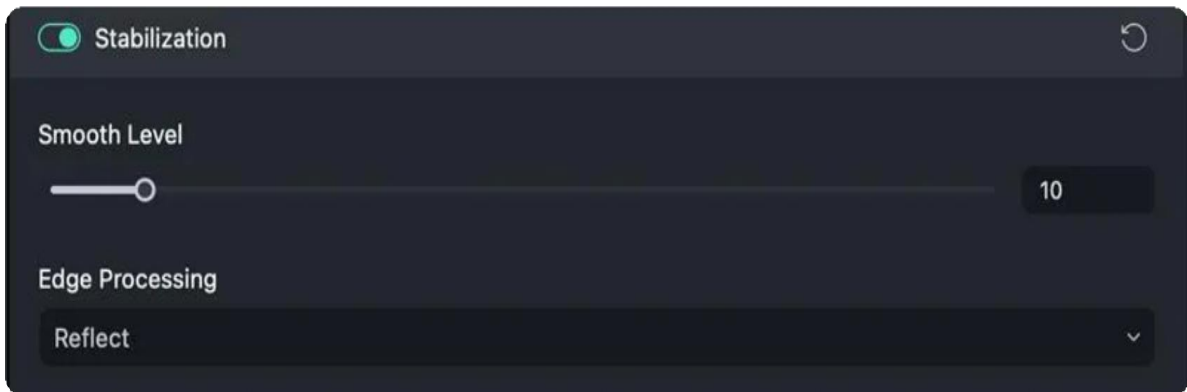 Stabilization
Smooth Level
10
Edge Processing
Reflect